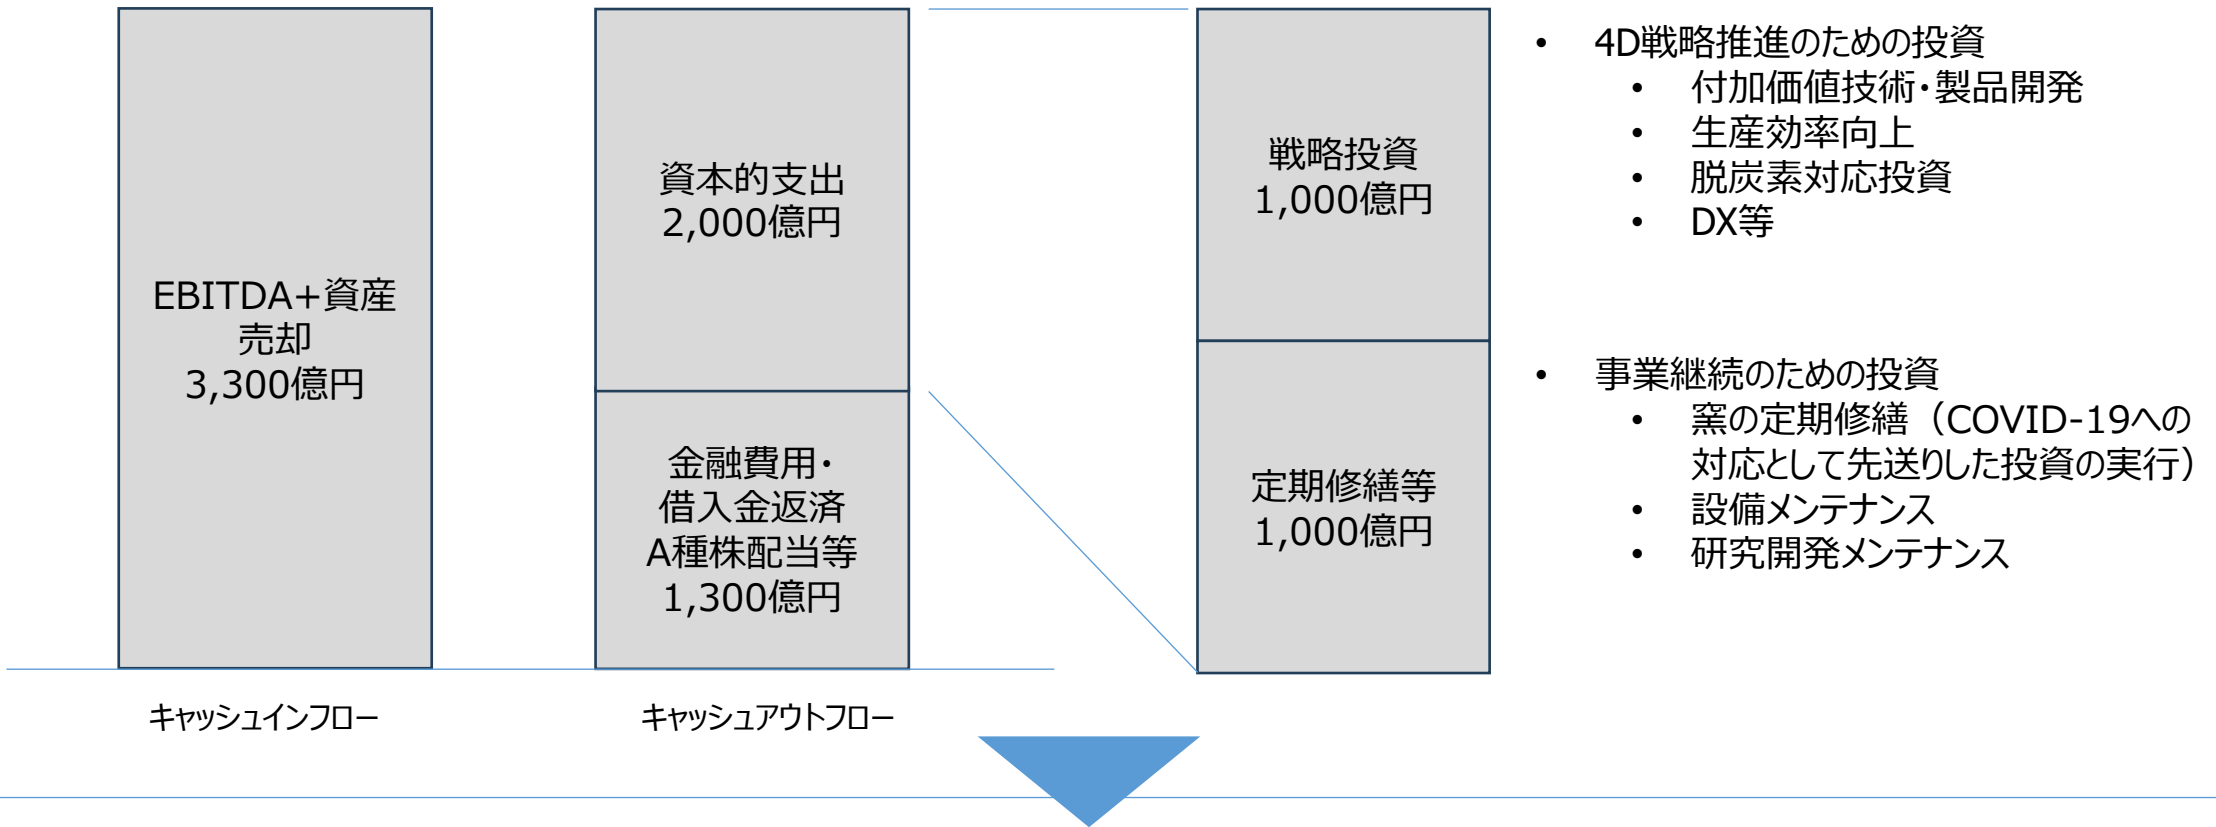 EBITDA+資産
売却
3,300億円
キャッシュインフロー
資本的支出
2,000億円
金融費用・
借入金返済
A種株配当等
1,300億円
キャッシュアウトフロー
戦略投資
1,000億円
定期修繕等
1,000億円
• 4D戦略推進のための投資
• 付加価値技術・製品開発
• 生産効率向上
• 脱炭素対応投資
• DX等
• 事業継続のための投資
• 窯の定期修繕（COVID-19への
対応として先送りした投資の実行）
• 設備メンテナンス
• 研究開発メンテナンス